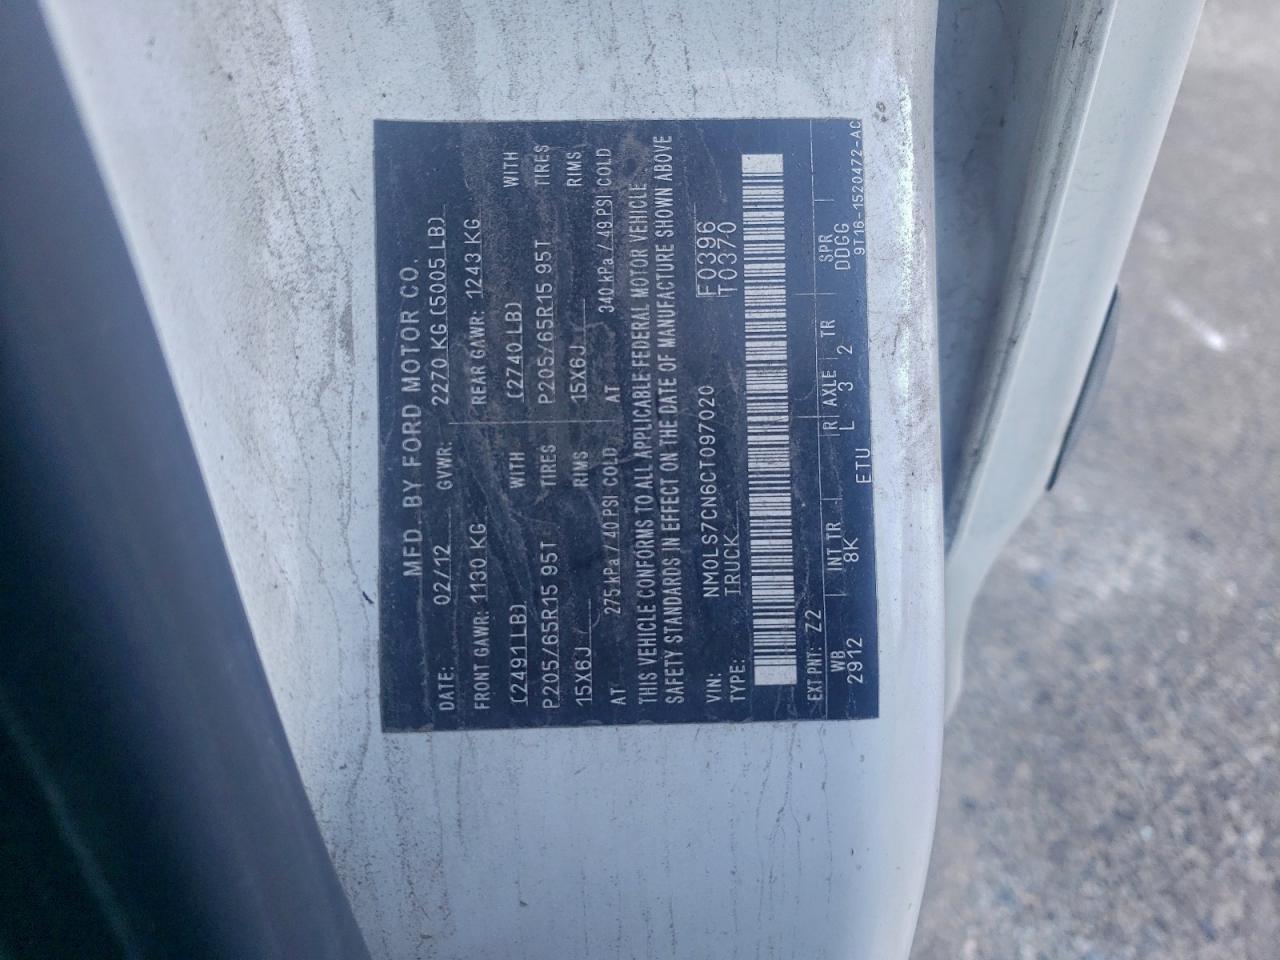 MFD. BY FORD MOTOR CO.
DATE: 02/12 GVWR: 2270 KG (5005 LB)
FRONT GAWR: 1130 KG REAR GAWR: 1243 KG
(2491 LB) WITH (2740 LB) WITH
P205/65R15 95T TIRES P205/65R15 95T TIRES
15X6J RIMS 15X6J RIMS
AT 275 kPa / 40 PSI COLD AT 340 kPa / 49 PSI COLD
THIS VEHICLE CONFORMS TO ALL APPLICABLE FEDERAL MOTOR VEHICLE
SAFETY STANDARDS IN EFFECT ON THE DATE OF MANUFACTURE SHOWN ABOVE
VIN: NM0LS7CN6CT097020 F0396
TYPE: TRUCK T0370
EXT PNT: Z2 INT TR R AXLE TR SPR
WB 8K L 3 2 DDGG
2912 ETU 9T16-1520472-AC